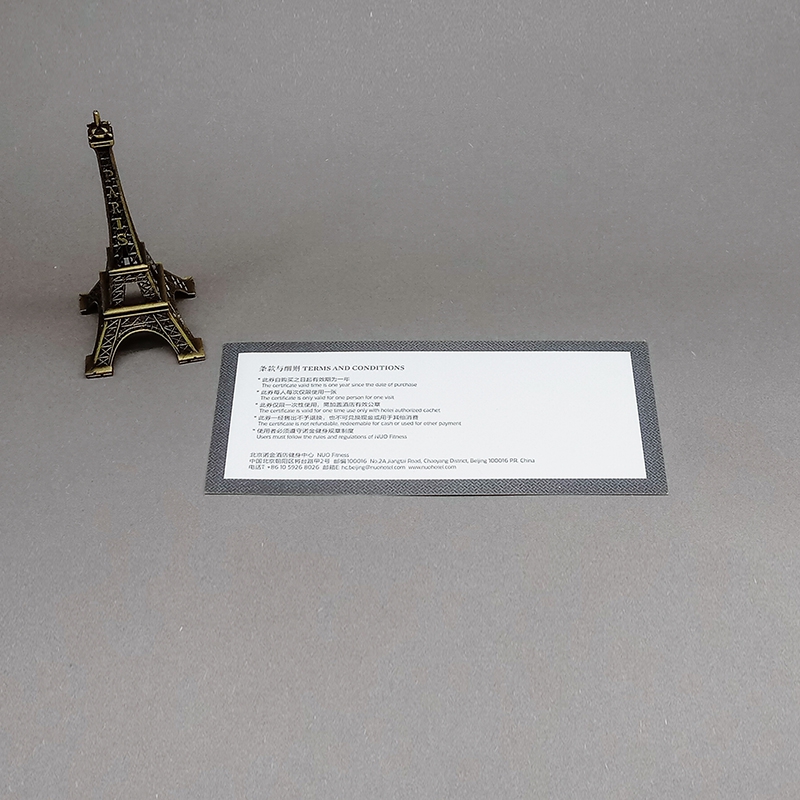 PARIS
条款与细则 TERMS AND CONDITIONS
* 此券自购买之日起有效期为一年
The certificate valid time is one year since the date of purchase
* 此券每人每次仅限使用一张
The certificate is only valid for one person for one visit
* 此券仅限一次性使用，需加盖酒店有效公章
The certificate is valid for one time use only with hotel authorized cachet
* 此券一经售出不予退换，也不可兑换现金或用于其他消费
The certificate is not refundable, redeemable for cash or used for other payment
* 使用者必须遵守诺金健身规章制度
Users must follow the rules and regulations of NUO Fitness
北京诺金酒店健身中心 NUO Fitness
中国北京朝阳区将台路甲2号 邮编100016 No.2A Jiangtai Road, Chaoyang District, Beijing 100016 P.R. China
电话T +86 10 5926 8026 邮箱E hc.beijing@nuohotel.com www.nuohotel.com